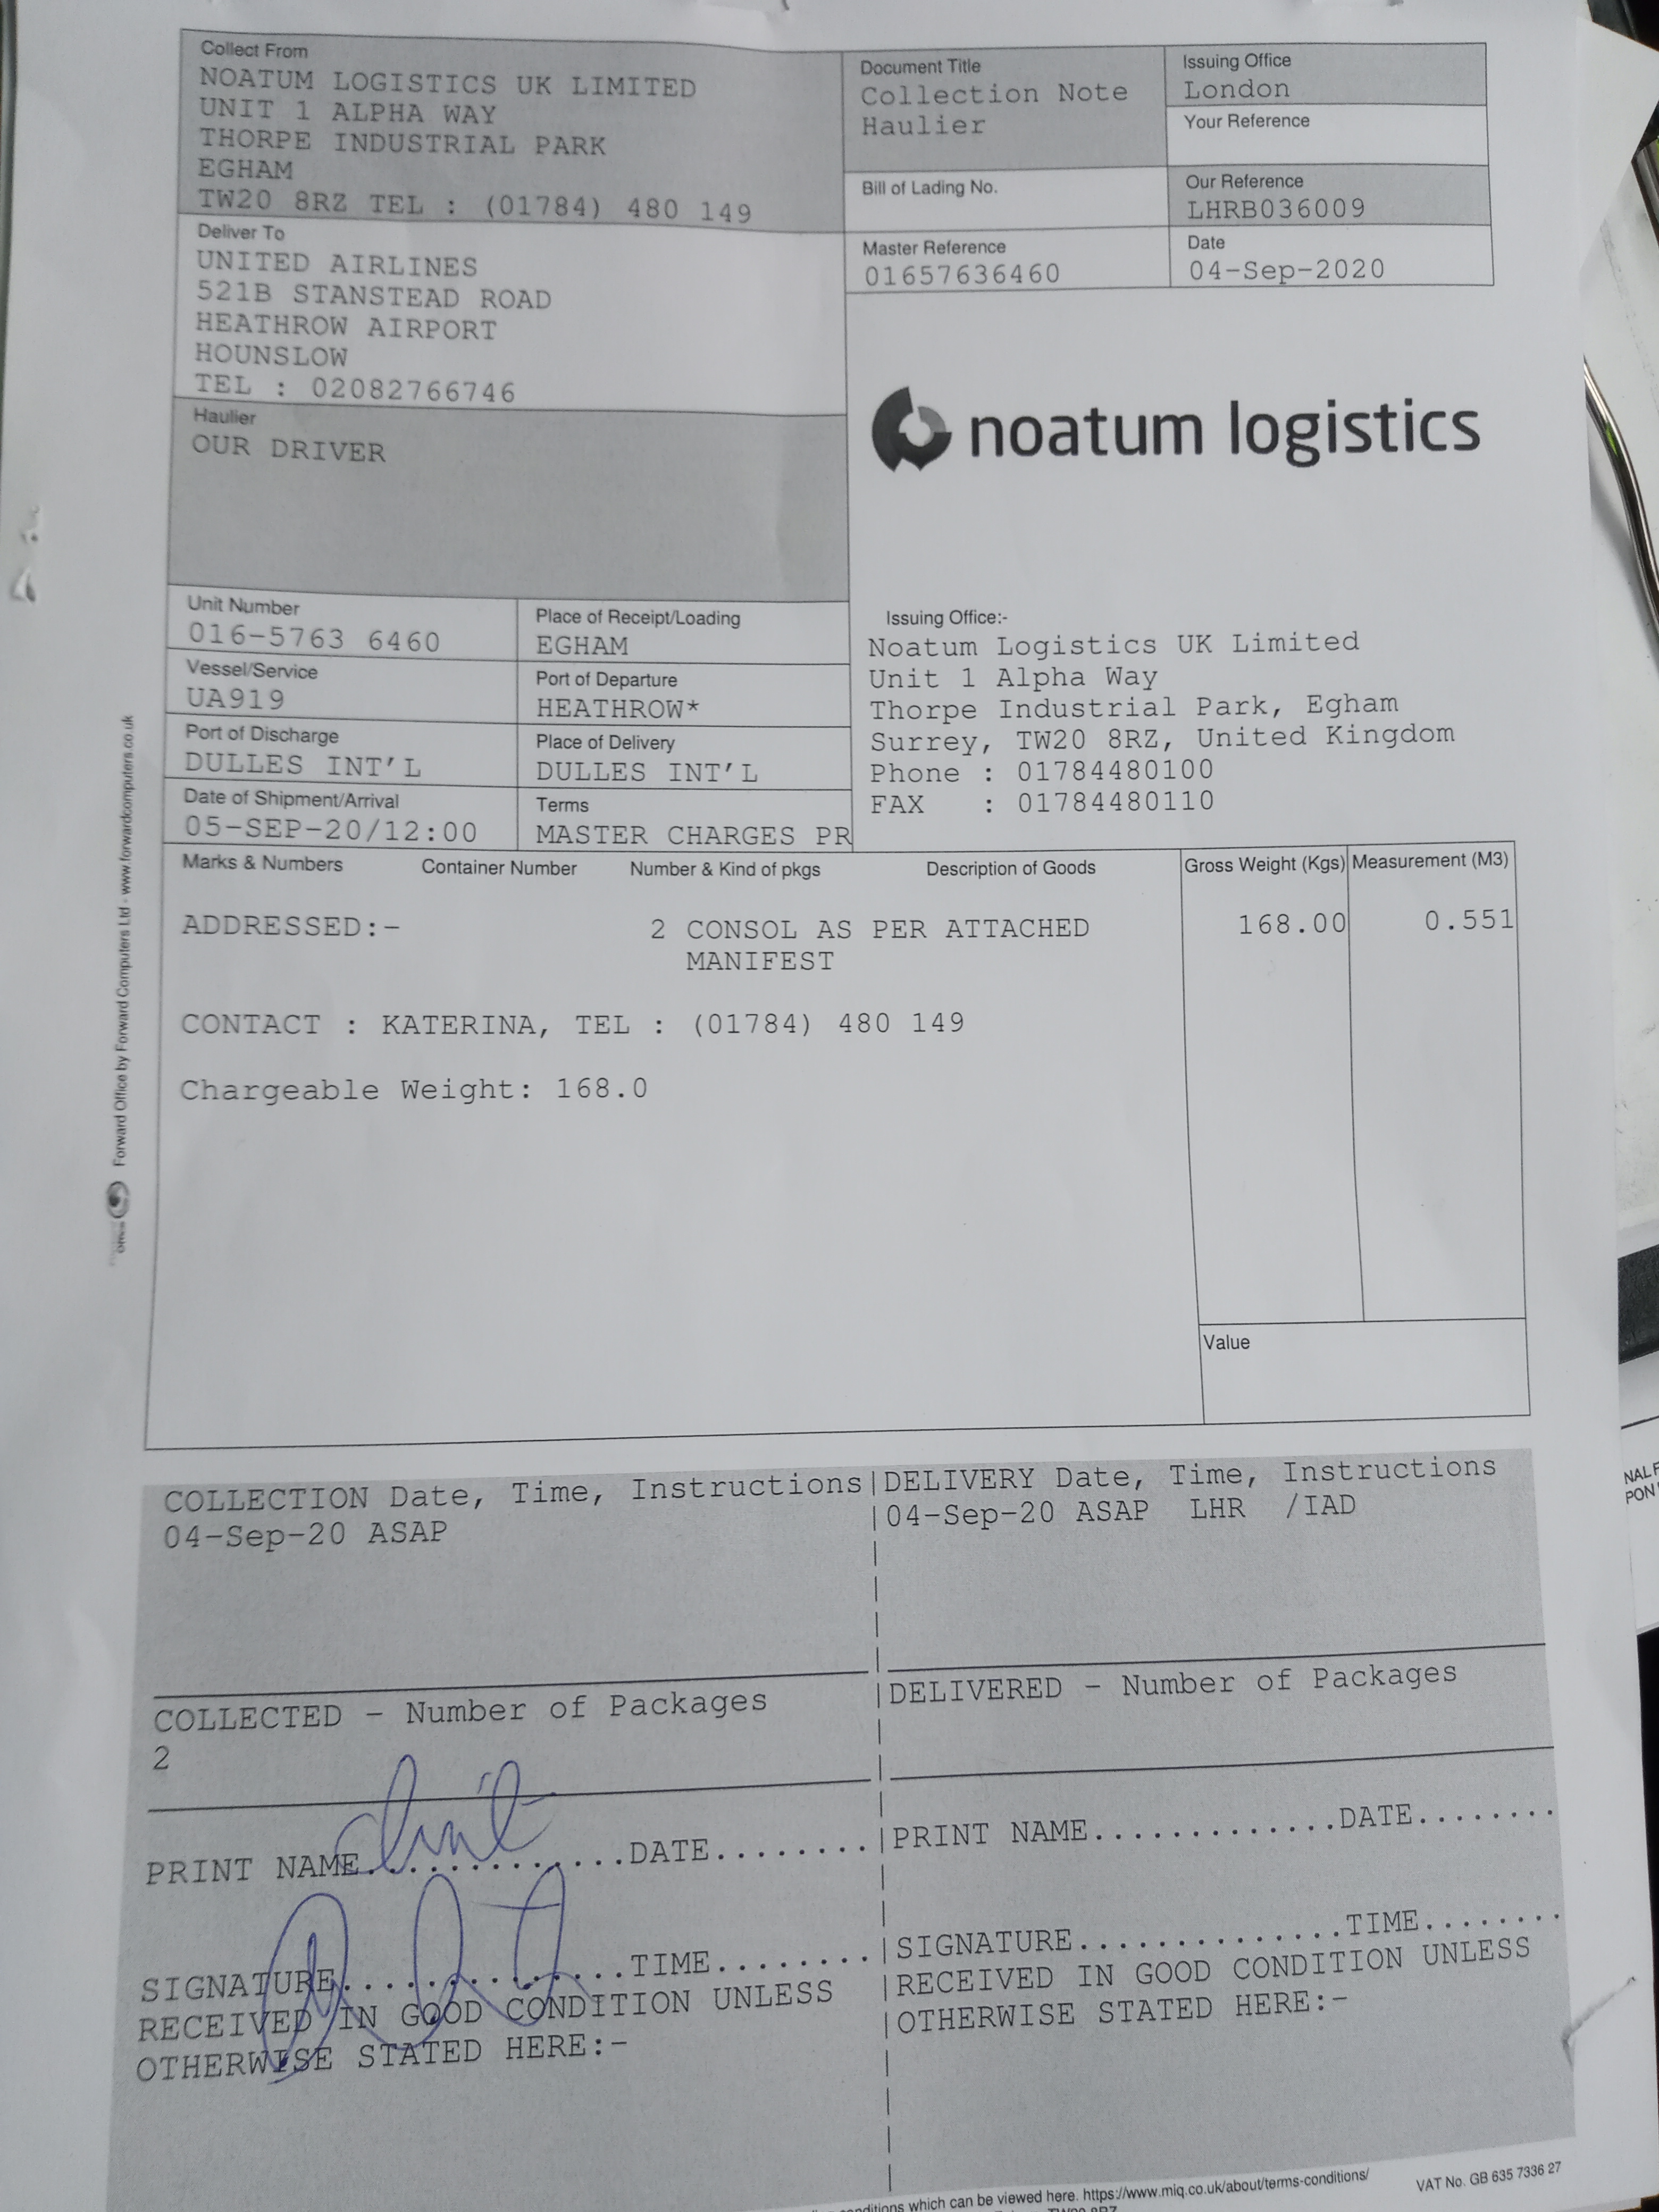 Collect From
NOATUM LOGISTICS UK LIMITED
UNIT 1 ALPHA WAY
THORPE INDUSTRIAL PARK
EGHAM
TW20 8RZ TEL : (01784) 480 149
Document Title
Collection Note
Haulier
Issuing Office
London
Your Reference
Bill of Lading No.
Our Reference
LHRB036009
Master Reference
01657636460
Date
04-Sep-2020
Deliver To
UNITED AIRLINES
521B STANSTEAD ROAD
HEATHROW AIRPORT
HOUNSLOW
TEL : 02082766746
Haulier
OUR DRIVER
noatum logistics
Unit Number
016-5763 6460
Place of Receipt/Loading
EGHAM
Vessel/Service
UA919
Port of Departure
HEATHROW*
Port of Discharge
DULLES INT'L
Place of Delivery
DULLES INT'L
Date of Shipment/Arrival
05-SEP-20/12:00
Terms
MASTER CHARGES PR
Issuing Office:-
Noatum Logistics UK Limited
Unit 1 Alpha Way
Thorpe Industrial Park, Egham
Surrey, TW20 8RZ, United Kingdom
Phone : 01784480100
FAX : 01784480110
Marks & Numbers Container Number Number & Kind of pkgs Description of Goods Gross Weight (Kgs) Measurement (M3)
ADDRESSED:- 2 CONSOL AS PER ATTACHED 168.00 0.551
MANIFEST
CONTACT : KATERINA, TEL : (01784) 480 149
Chargeable Weight: 168.0
Value
Forward Office by Forward Computers Ltd - www.forwardcomputers.co.uk
COLLECTION Date, Time, Instructions
04-Sep-20 ASAP
DELIVERY Date, Time, Instructions
04-Sep-20 ASAP LHR /IAD
COLLECTED - Number of Packages
2
DELIVERED - Number of Packages
PRINT NAME.............DATE........
SIGNATURE..............TIME........
RECEIVED IN GOOD CONDITION UNLESS
OTHERWISE STATED HERE:-
PRINT NAME.............DATE........
SIGNATURE..............TIME........
RECEIVED IN GOOD CONDITION UNLESS
OTHERWISE STATED HERE:-
which can be viewed here. https://www.miq.co.uk/about/terms-conditions/
VAT No. GB 635 7336 27